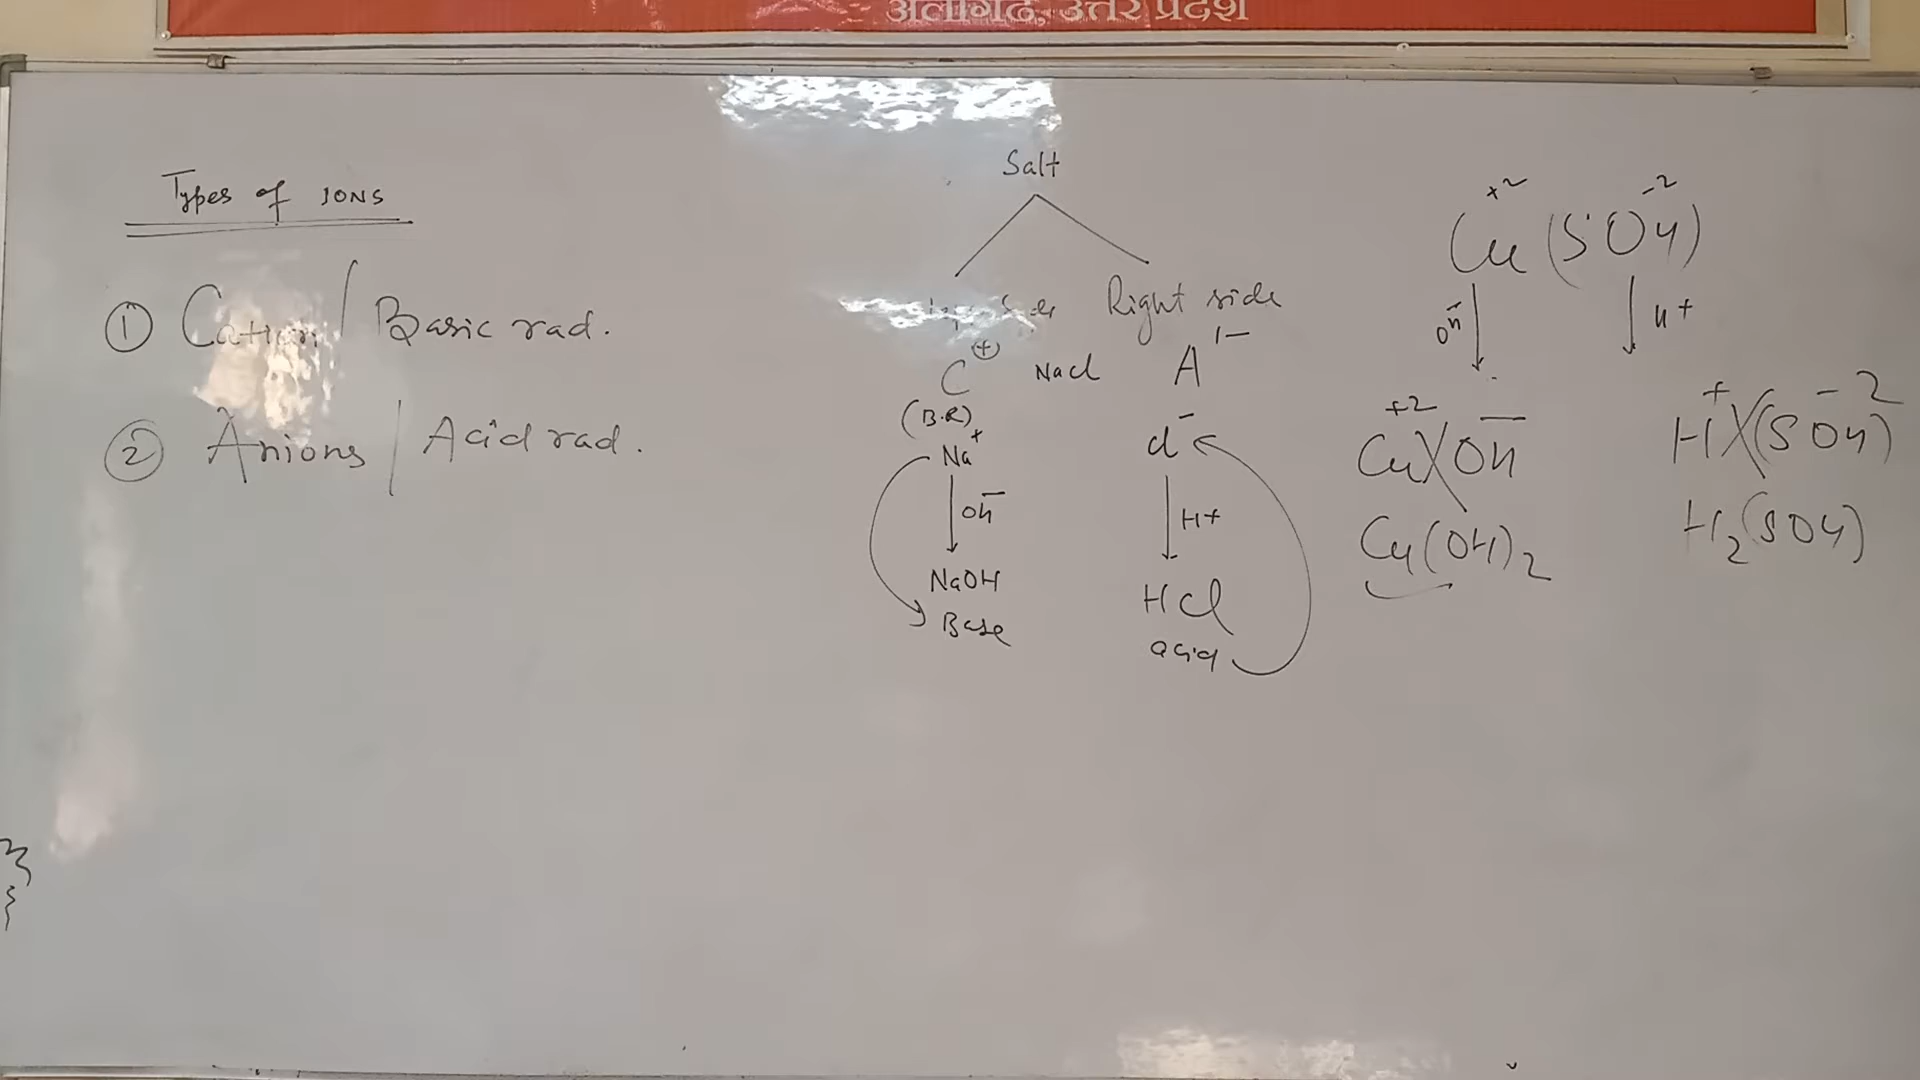 अलीगढ़, उत्तर प्रदेश
Types of IONS
① Cation / Basic rad.
② Anions / Acid rad.
Salt
Side Right side
C⊕ NaCl A1-
(B.R)
Na+ Cl-
OH- H+
NaOH HCl
Base acid
Cu+2 (SO4)-2
OH- H+
Cu+2 OH-
Cu(OH)2
H+ (SO4)-2
H2(SO4)